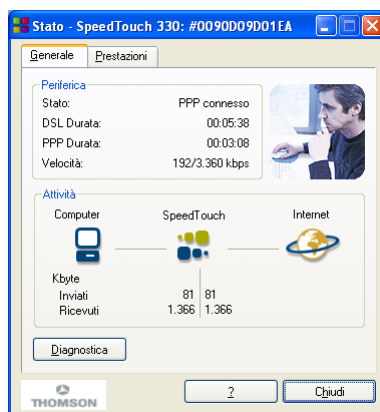 Stato - SpeedTouch 330: #0090D09D01EA
Generale Prestazioni
Periferica
Stato: PPP connesso
DSL Durata: 00:05:38
PPP Durata: 00:03:08
Velocità: 192/3.360 kbps
Attività
Computer SpeedTouch Internet
Kbyte
Inviati 81 81
Ricevuti 1.366 1.366
Diagnostica
THOMSON
? Chiudi